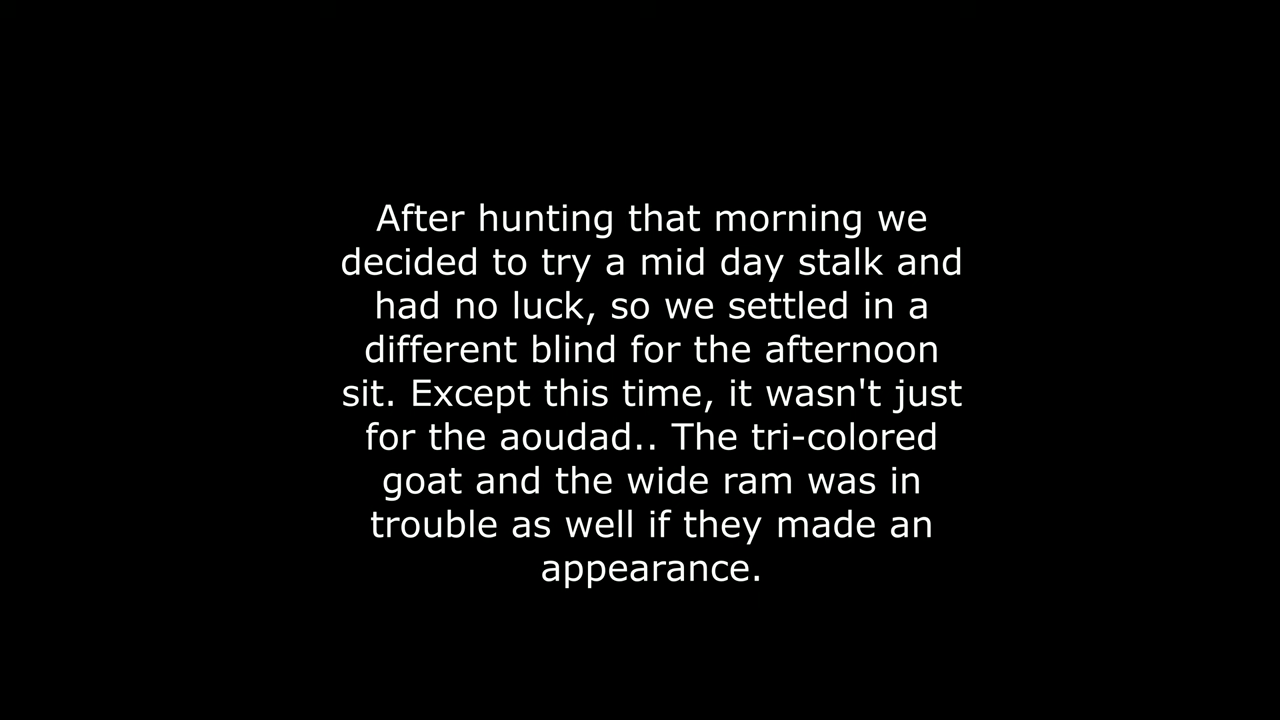 After hunting that morning we
decided to try a mid day stalk and
had no luck, so we settled in a
different blind for the afternoon
sit. Except this time, it wasn't just
for the aoudad.. The tri-colored
goat and the wide ram was in
trouble as well if they made an
appearance.